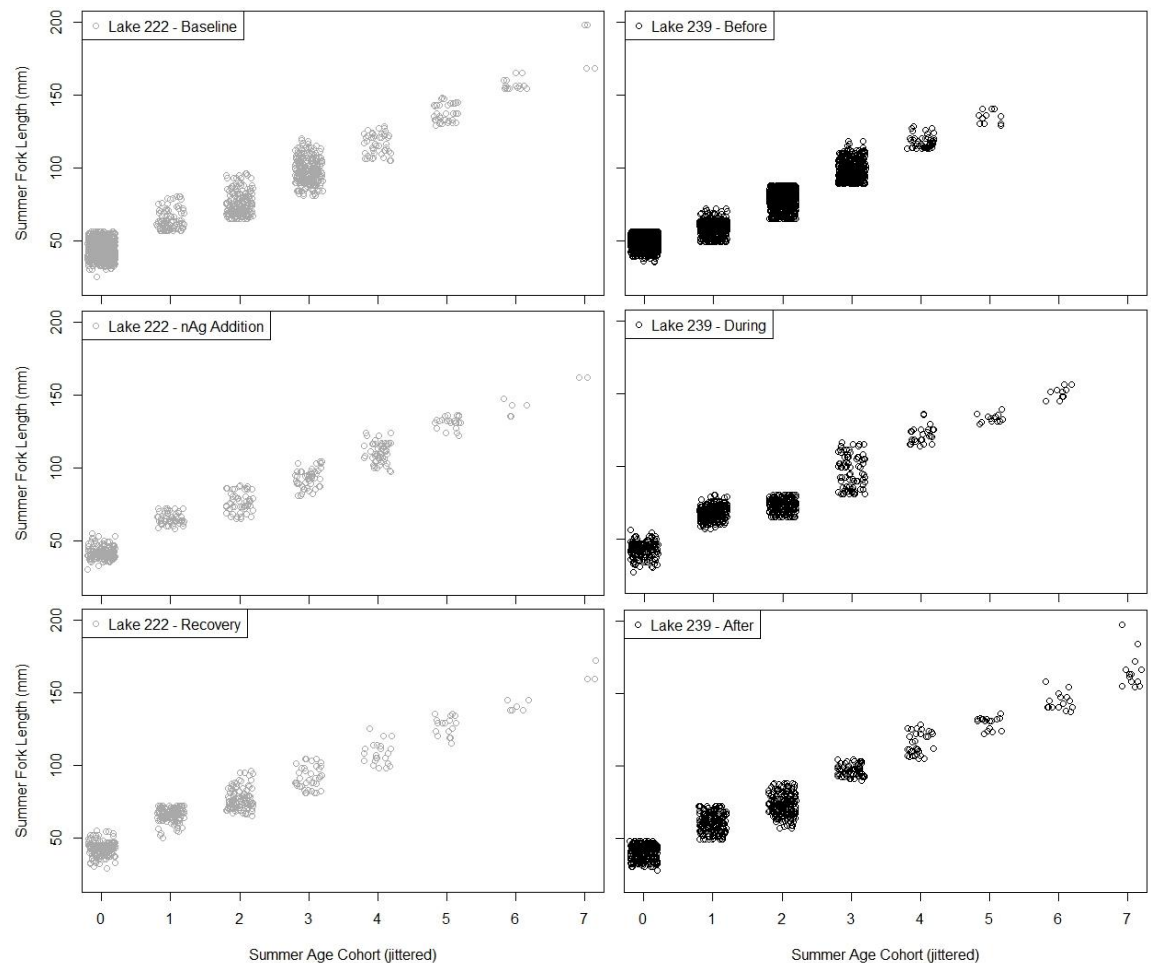 Lake 222 - Baseline
Lake 239 - Before
200
150
100
50
Summer Fork Length (mm)
Lake 222 - nAg Addition
Lake 239 - During
200
150
100
50
Summer Fork Length (mm)
Lake 222 - Recovery
Lake 239 - After
200
150
100
50
Summer Fork Length (mm)
0 1 2 3 4 5 6 7
0 1 2 3 4 5 6 7
Summer Age Cohort (jittered)
Summer Age Cohort (jittered)